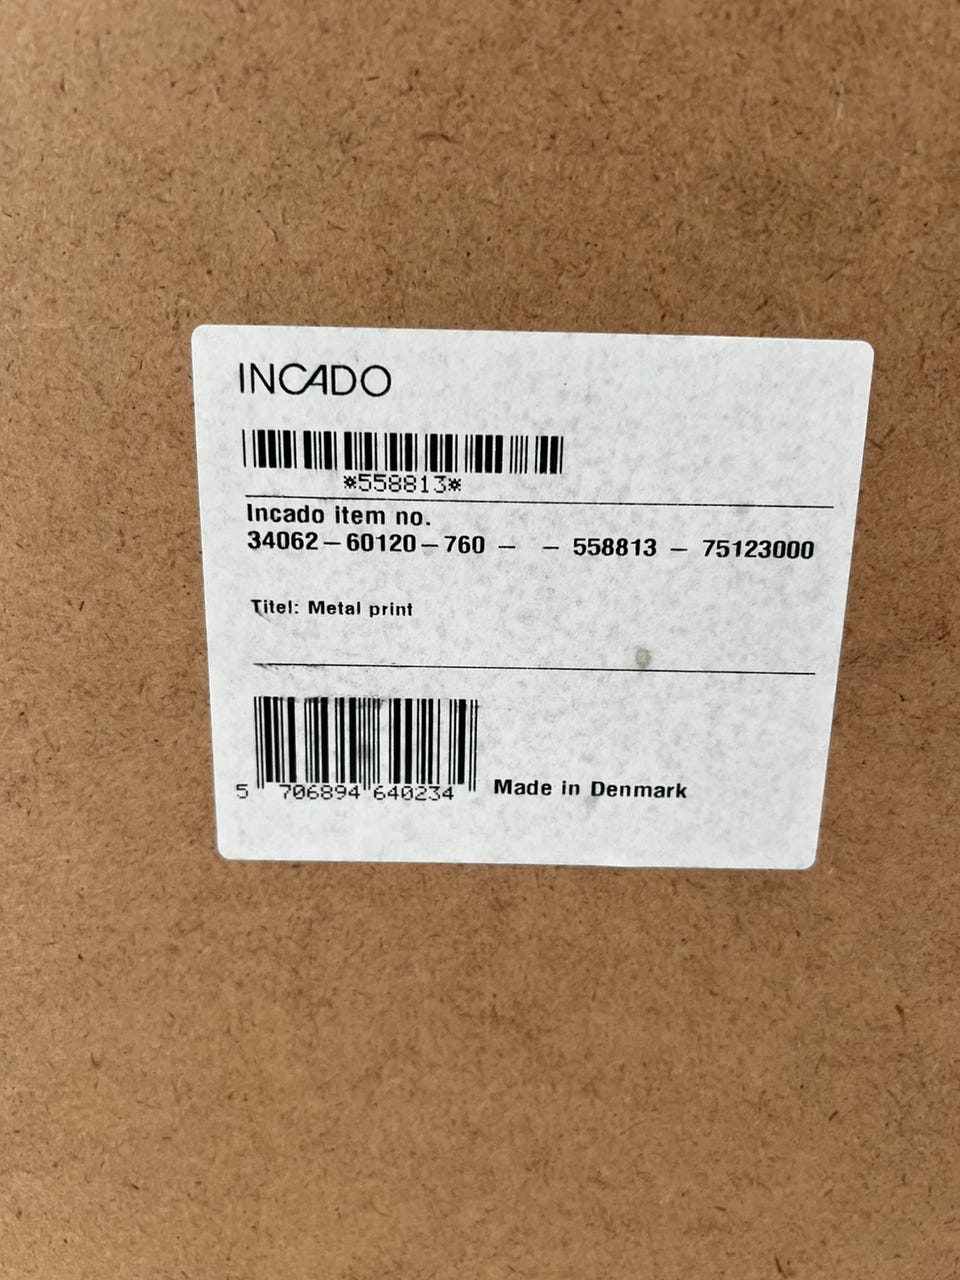 INCADO
*558813*
Incado item no.
34062-60120-760 - - 558813 - 75123000
Titel: Metal print
5 706894 640234
Made in Denmark